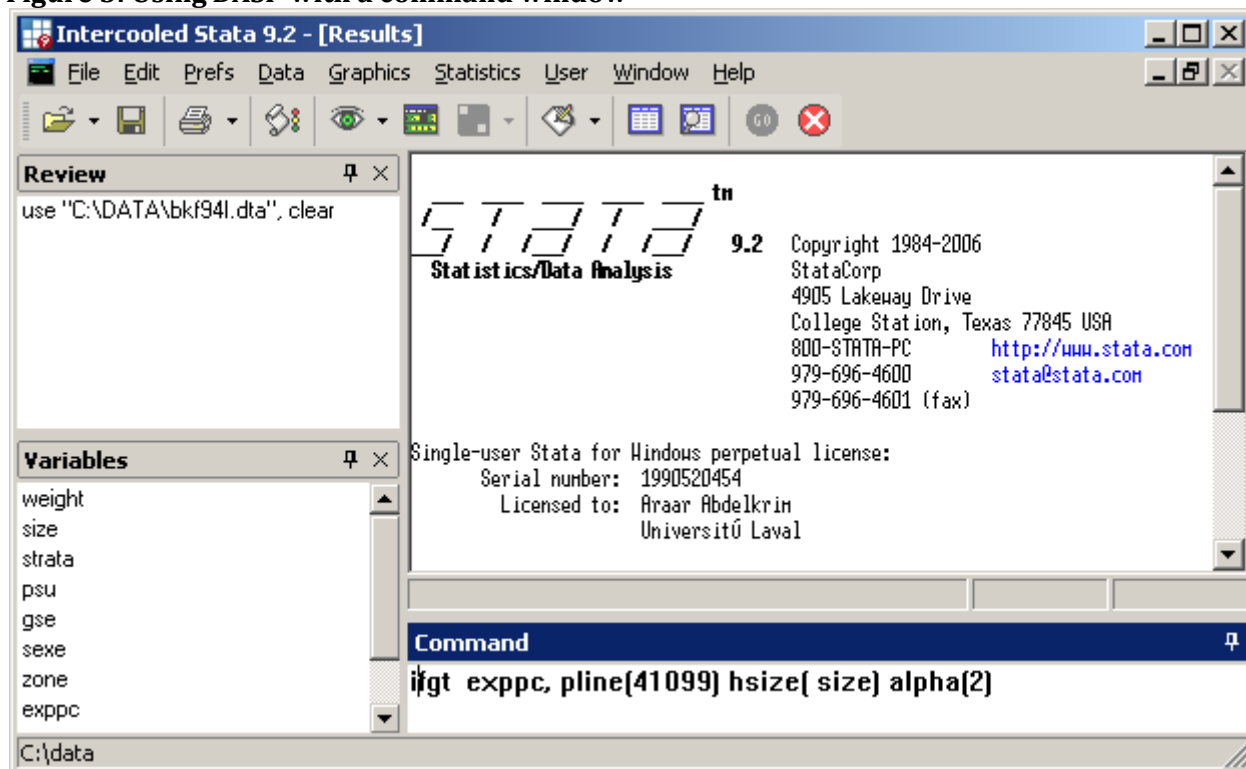 Figure 3: Using DASP with a command window
Intercooled Stata 9.2 - [Results]
File Edit Prefs Data Graphics Statistics User Window Help
GO
Review
use "C:\DATA\bkf94I.dta", clear
Variables
weight
size
strata
psu
gse
sexe
zone
exppc
STATA tm
9.2 Copyright 1984-2006
Statistics/Data Analysis StataCorp
4905 Lakeway Drive
College Station, Texas 77845 USA
800-STATA-PC http://www.stata.com
979-696-4600 stata@stata.com
979-696-4601 (fax)
Single-user Stata for Windows perpetual license:
Serial number: 1990520454
Licensed to: Araar Abdelkrim
UniversitÚ Laval
Command
ifgt exppc, pline(41099) hsize( size) alpha(2)
C:\data